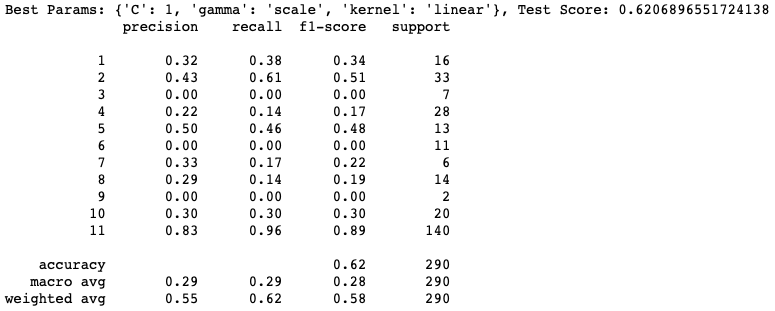 Best Params: {'C': 1, 'gamma': 'scale', 'kernel': 'linear'}, Test Score: 0.6206896551724138
precision recall f1-score support
1 0.32 0.38 0.34 16
2 0.43 0.61 0.51 33
3 0.00 0.00 0.00 7
4 0.22 0.14 0.17 28
5 0.50 0.46 0.48 13
6 0.00 0.00 0.00 11
7 0.33 0.17 0.22 6
8 0.29 0.14 0.19 14
9 0.00 0.00 0.00 2
10 0.30 0.30 0.30 20
11 0.83 0.96 0.89 140
accuracy 0.62 290
macro avg 0.29 0.29 0.28 290
weighted avg 0.55 0.62 0.58 290